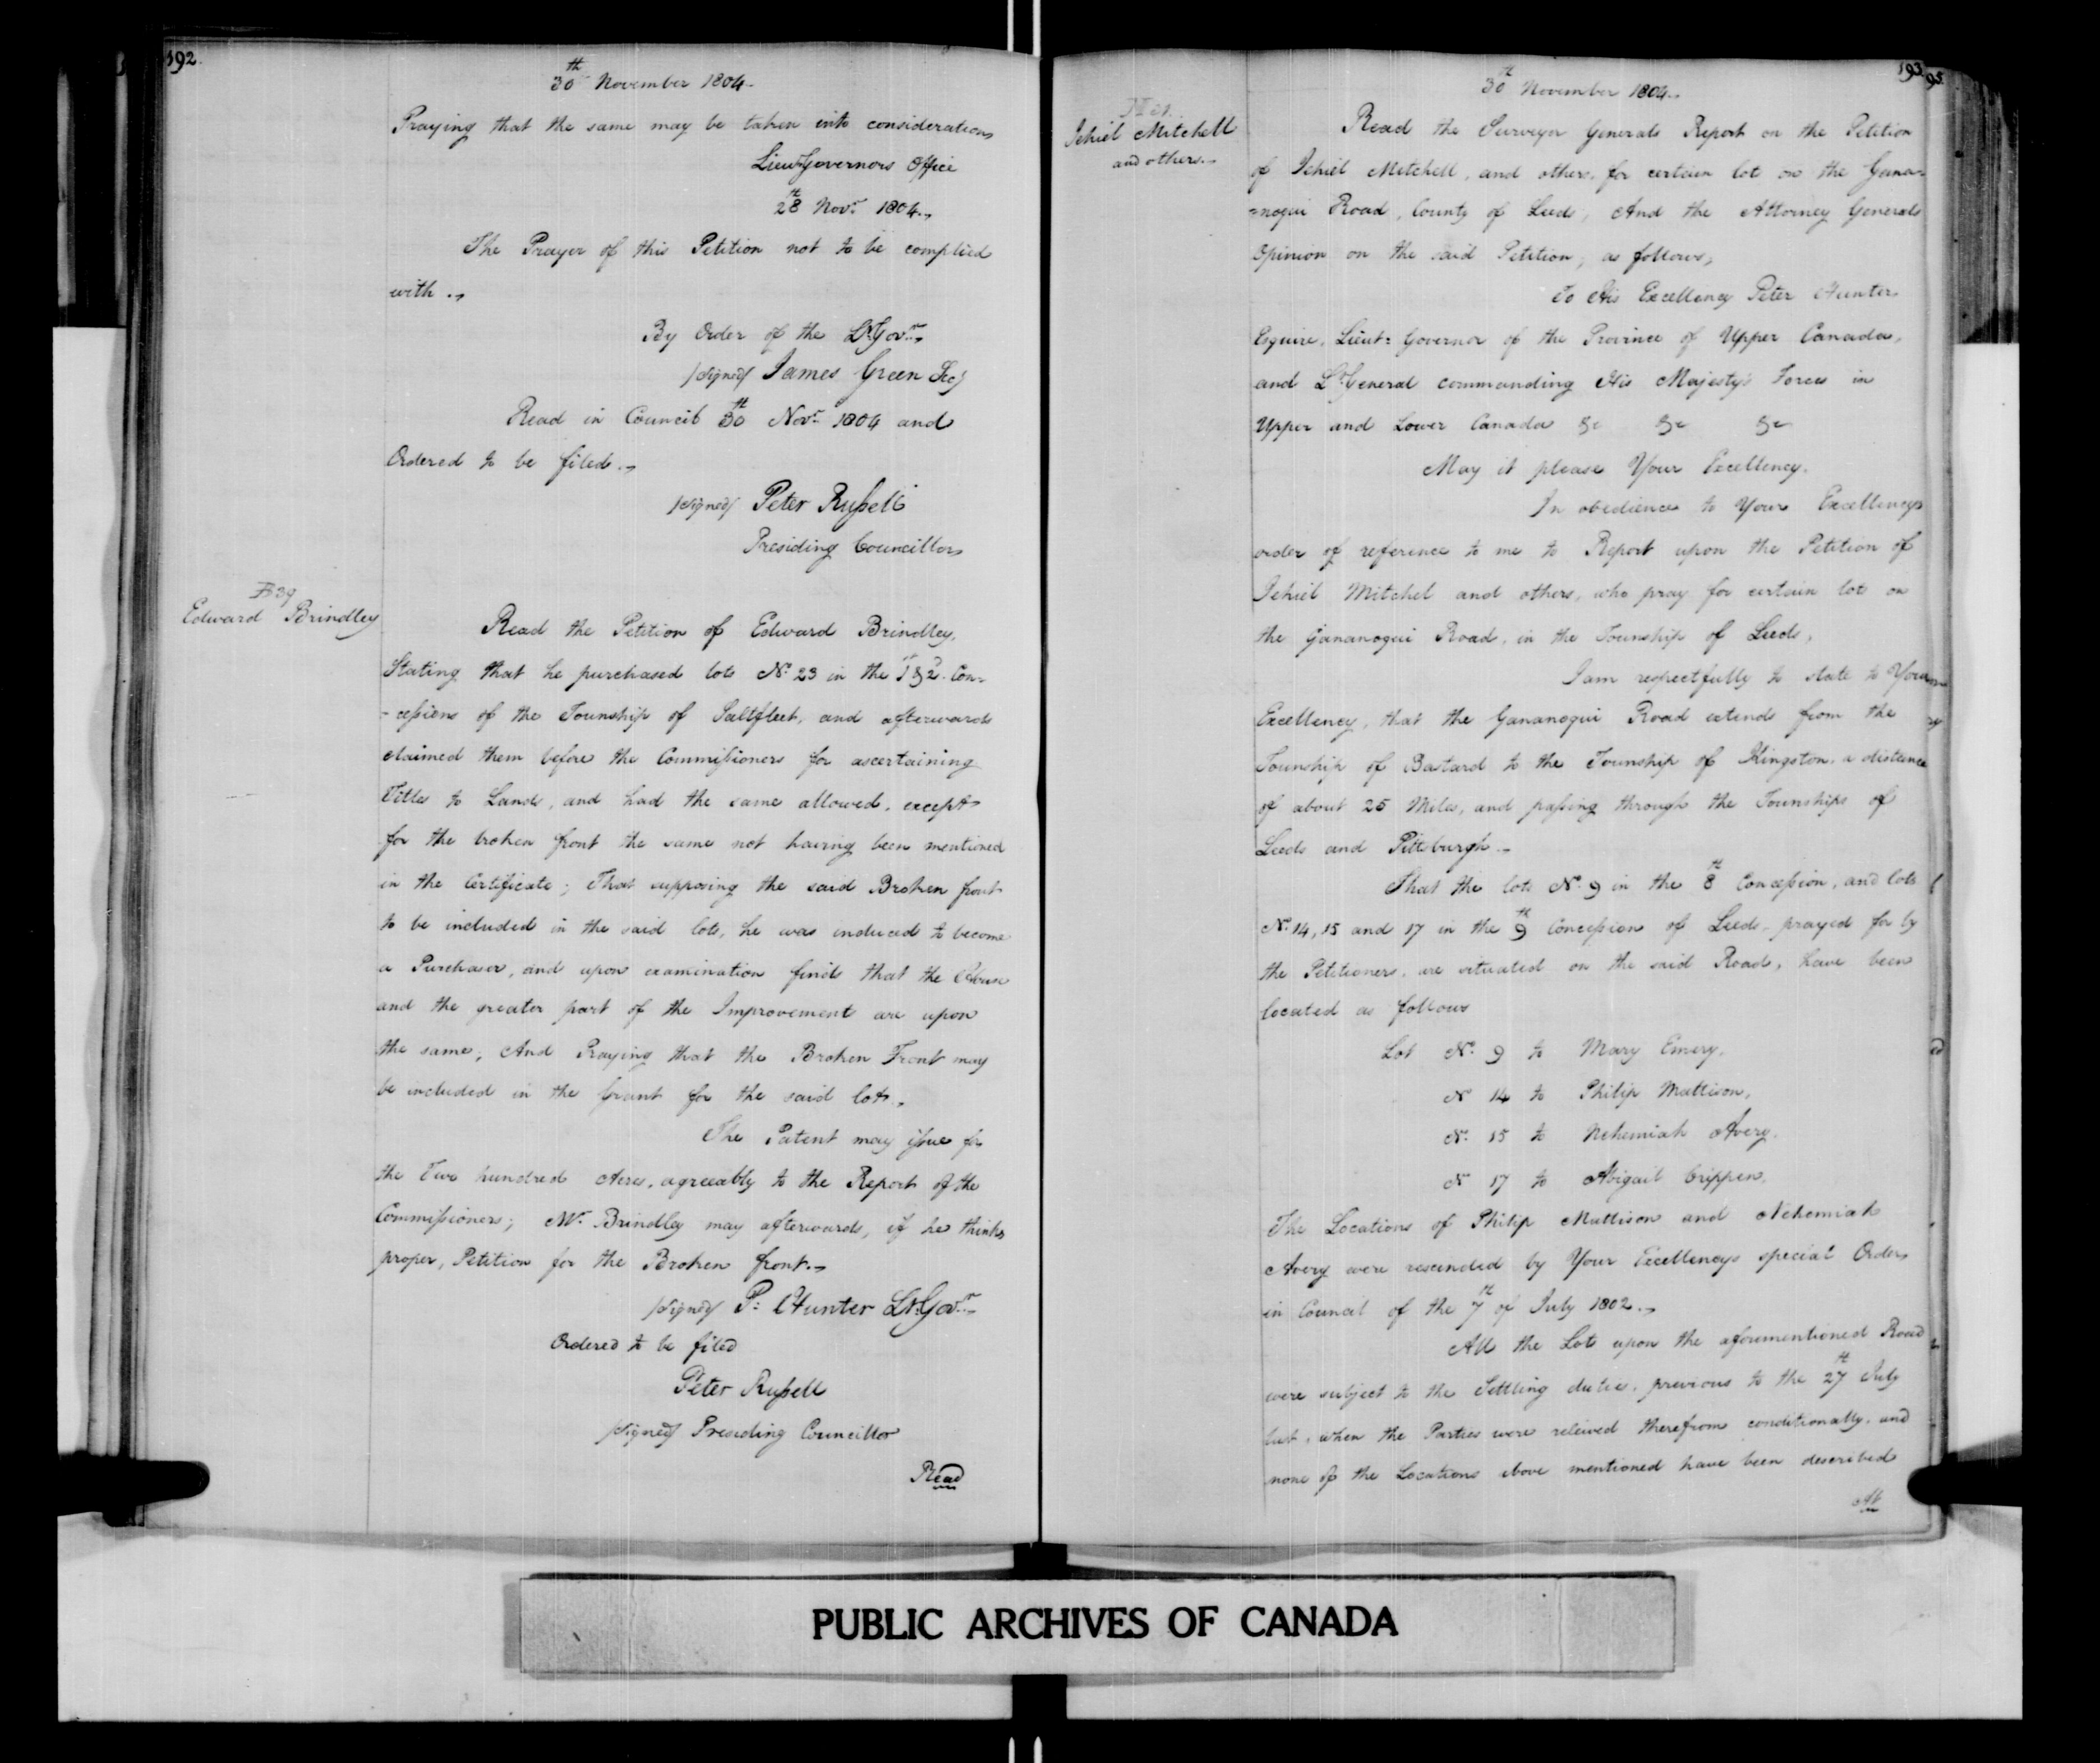 192.
30th November 1804.
Praying that the same may be taken into consideration
Lieut Governors Office
28th Novr 1804.,
The Prayer of this Petition not to be complied
with .,
By Order of the Lt Govr.,
/signed/ James Green Secy
Read in Council 30th Novr 1804 and
Ordered to be filed.,
/signed/ Peter Russell
Presiding Councillor
B 39
Edward Brindley
Read the Petition of Edward Brindley,
Stating that he purchased lots No. 23 in the 1st & 2d Con-
-cessions of the Township of Saltfleet, and afterwards
claimed them before the Commissioners for ascertaining
Titles to Lands, and had the same allowed, except
for the broken front the same not having been mentioned
in the Certificate; That supposing the said Broken front
to be included in the said lots, he was induced to become
a Purchaser, and upon examination finds that the House
and the greater part of the Improvement are upon
the same; And Praying that the Broken Front may
be included in the Grant for the said lots.,
The Patent may issue for
the Two hundred Acres, agreeably to the Report of the
Commissioners; Mr. Brindley may afterwards, if he thinks
proper, Petition for the Broken front.,
/signed/ P: Hunter Lt. Govr.
Ordered to be filed
Peter Russell
/signed/ Presiding Councillor
Read
193. 95.
30th November 1804.
Jehiel Mitchell
and others.
Read the Surveyor Generals Report on the Petition
of Jehiel Mitchell, and others, for certain lots on the Gana-
=noqui Road, County of Leeds, And the Attorney Generals
Opinion on the said Petition; as follows,
To His Excellency Peter Hunter
Esquire, Lieut: Governor of the Province of Upper Canada,
and Lt General commanding His Majesty's Forces in
Upper and Lower Canada &c &c &c
May it please Your Excellency.
In obedience to Your Excellencys
order of reference to me to Report upon the Petition of
Jehiel Mitchel and others, who pray for certain lots on
the Gananoqui Road, in the Township of Leeds,
I am respectfully to state to Your
Excellency, that the Gananoqui Road extends from the
Township of Bastard to the Township of Kingston, a distance
of about 25 Miles, and passing through the Townships of
Leeds and Pittsburgh.
That the lots No. 9 in the 8th Concession, and lots
No. 14, 15 and 17 in the 9th Concession of Leeds, prayed for by
the Petitioners, are situated on the said Road, have been
located as follows
Lot No. 9 to Mary Emery,
No 14 to Philip Mattison,
No. 15 to Nehemiah Avery,
No 17 to Abigail Crippen,
The Locations of Philip Mattison and Nehemiah
Avery were rescinded by Your Excellencys special Order
in Council of the 7th of July 1802.,
All the Lots upon the aforementioned Road
were subject to the Settling duties, previous to the 27th July
last, when the Parties were releived therefrom conditionally, and
none of the Locations above mentioned have been described
PUBLIC ARCHIVES OF CANADA